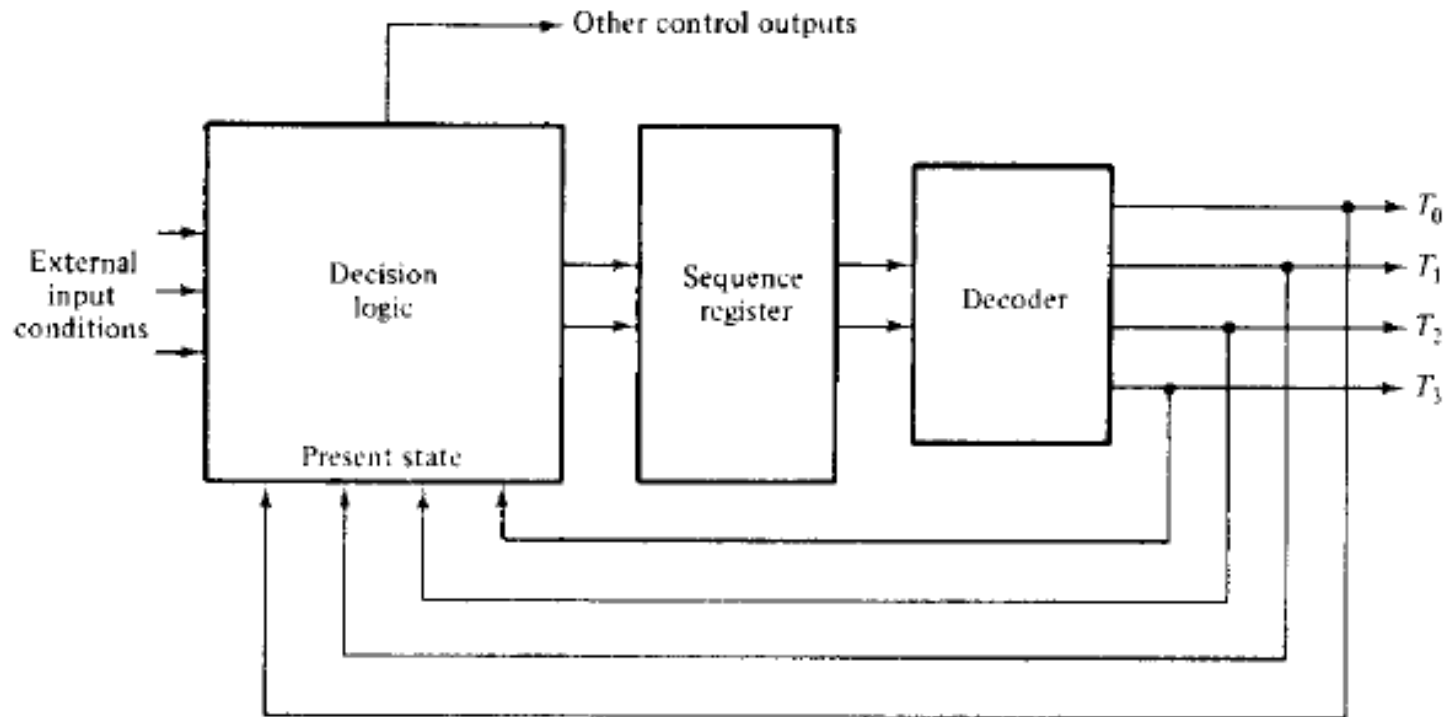 Other control outputs
External
input
conditions
Decision
logic
Present state
Sequence
register
Decoder
T0
T1
T2
T3